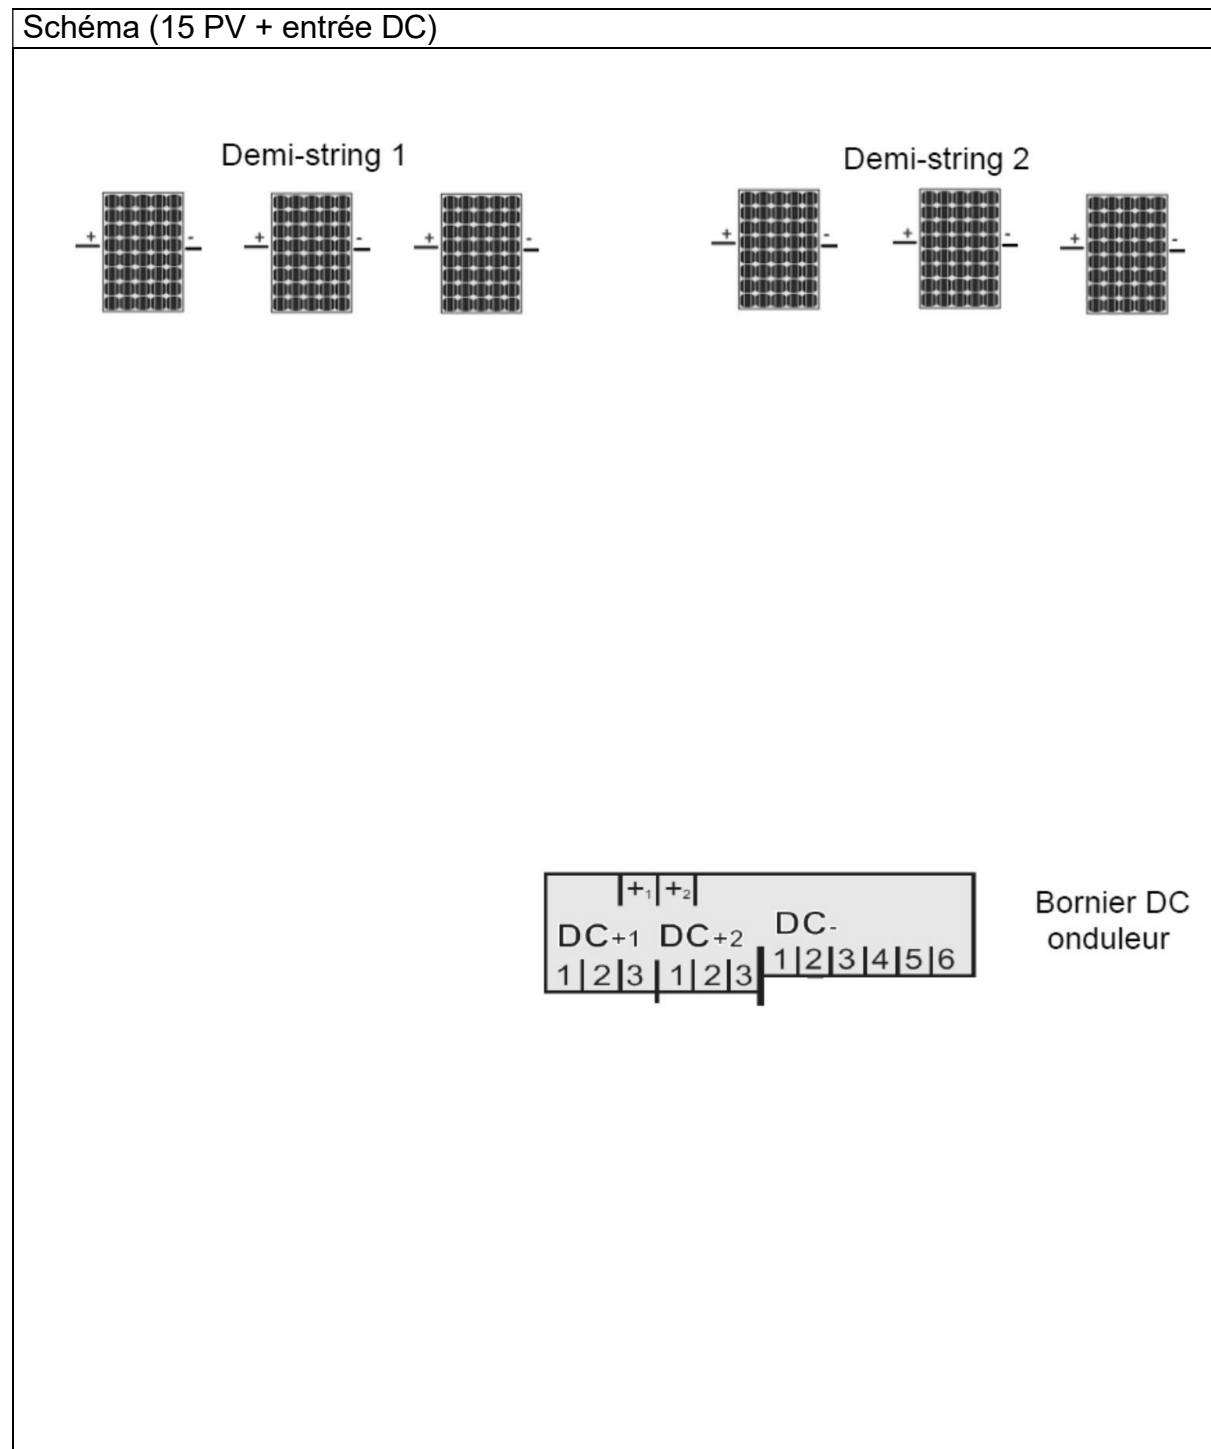 Schéma (15 PV + entrée DC)
Demi-string 1
Demi-string 2
+ - + - + - + - + - + -
+1 +2
DC+1 DC+2 DC-
1 2 3 1 2 3 1 2 3 4 5 6
Bornier DC
onduleur